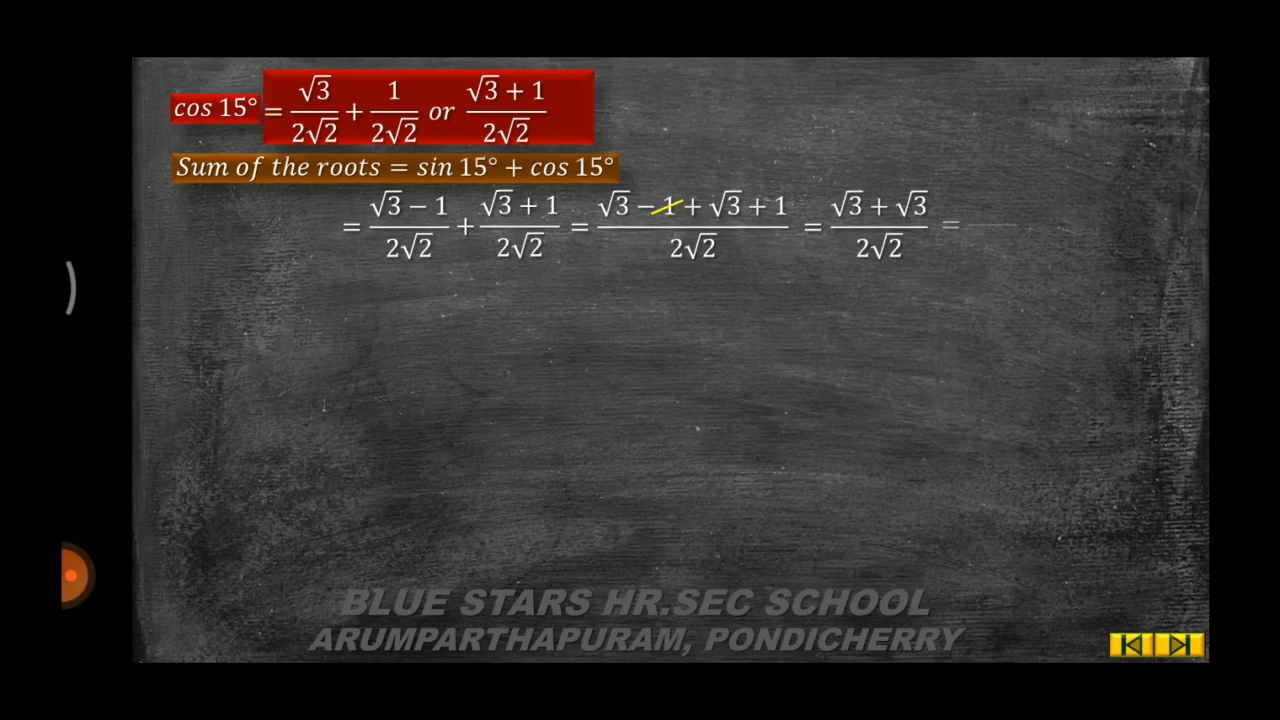 cos 15° = √3/2√2 + 1/2√2 or √3 + 1/2√2
Sum of the roots = sin 15° + cos 15°
= √3 − 1/2√2 + √3 + 1/2√2 = √3 − 1 + √3 + 1/2√2 = √3 + √3/2√2 =
BLUE STARS HR.SEC SCHOOL
ARUMPARTHAPURAM, PONDICHERRY